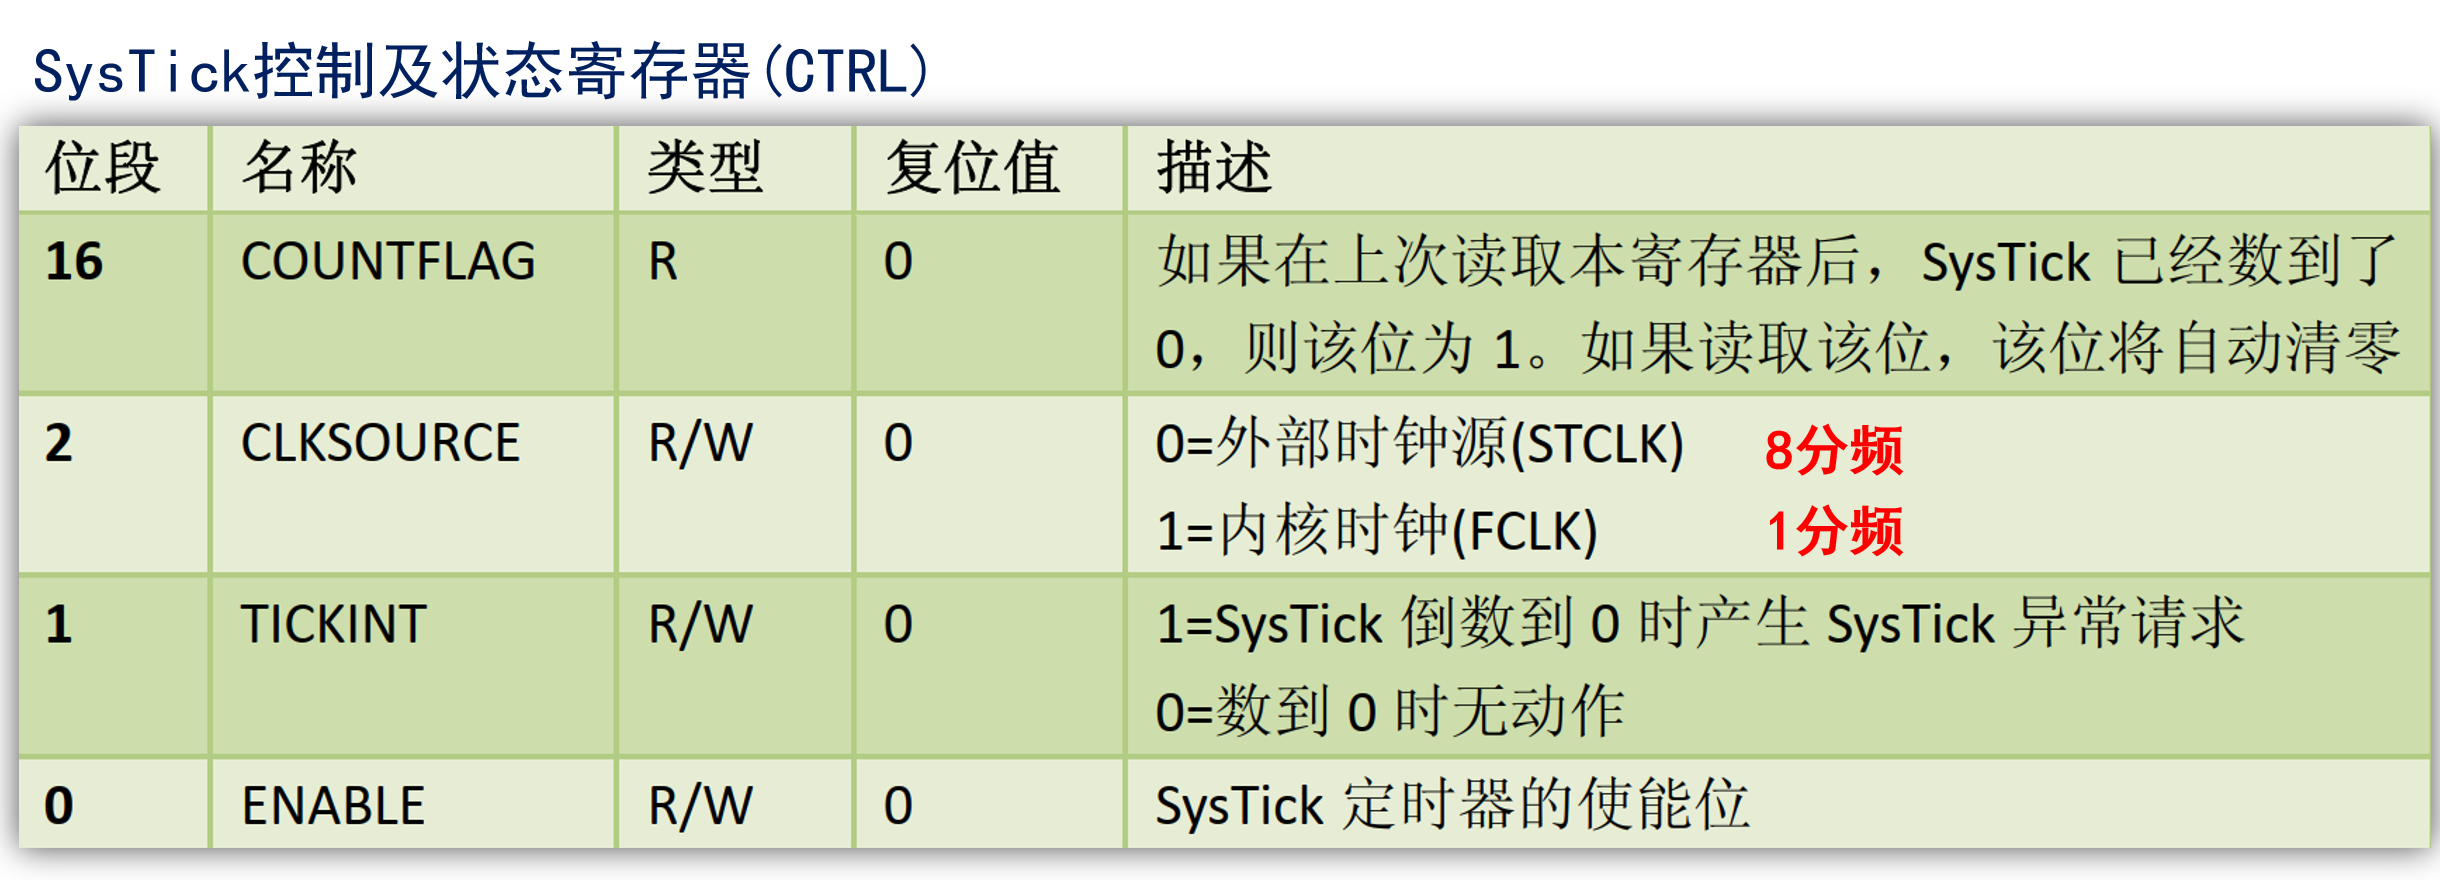 SysTick控制及状态寄存器(CTRL)
位段 名称 类型 复位值 描述
16 COUNTFLAG R 0 如果在上次读取本寄存器后，SysTick 已经数到了
0，则该位为 1。如果读取该位，该位将自动清零
2 CLKSOURCE R/W 0 0=外部时钟源(STCLK) 8分频
1=内核时钟(FCLK) 1分频
1 TICKINT R/W 0 1=SysTick 倒数到 0 时产生 SysTick 异常请求
0=数到 0 时无动作
0 ENABLE R/W 0 SysTick 定时器的使能位